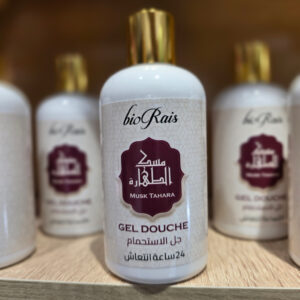 bioRais
مسك
الطهارة
MUSK TAHARA
GEL DOUCHE
جل الاستحمام
24 ساعة انتعاش